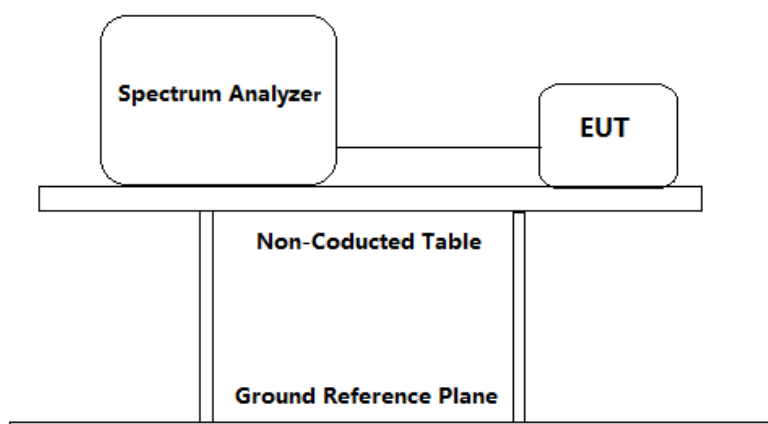 Spectrum Analyzer
EUT
Non-Coducted Table
Ground Reference Plane